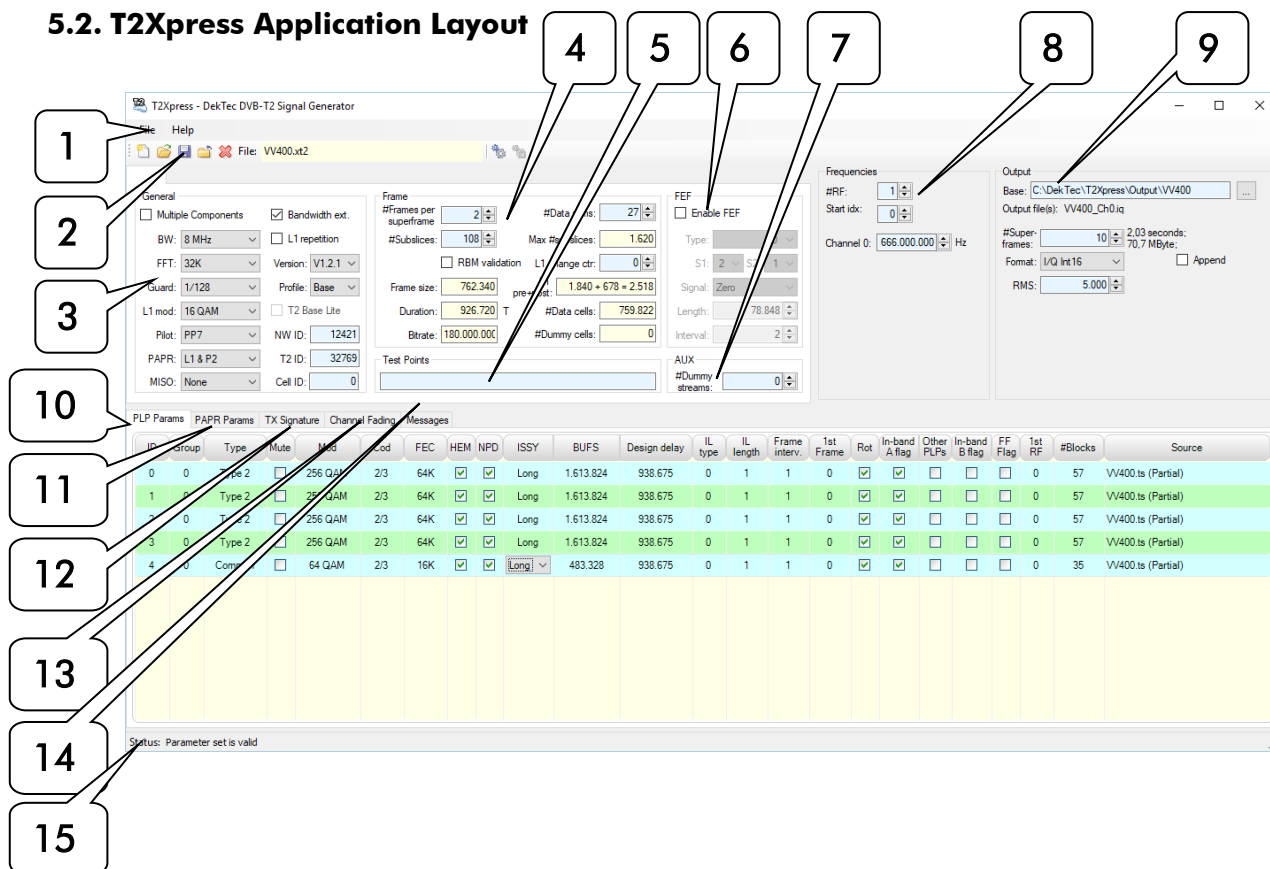 5.2. T2Xpress Application Layout
4 5 6 7 8 9
T2Xpress - DekTec DVB-T2 Signal Generator
1
File Help
File: VV400.xt2
2
General
Multiple Components
Bandwidth ext.
BW: 8 MHz
L1 repetition
FFT: 32K
Version: V1.2.1
Guard: 1/128
Profile: Base
L1 mod: 16 QAM
T2 Base Lite
Pilot: PP7
NW ID: 12421
PAPR: L1 & P2
T2 ID: 32769
MISO: None
Cell ID: 0
3
Frame
#Frames per superframe 2
#Subslices: 108
27
Max 1.620
RBM validation
0
Frame size: 762.340
1.840 + 678 = 2.518
Duration: 926.720 T
#Data cells: 759.822
Bitrate: 180.000.000
#Dummy cells: 0
Test Points
FEF
Enable FEF
Type:
S1: 2 1
Signal: Zero
Length: 78.848
Interval: 2
AUX
#Dummy streams: 0
Frequencies
#RF: 1
Start idx: 0
Channel 0: 666.000.000 Hz
Output
Base: C:\DekTec\T2Xpress\Output\VV400 ...
Output file(s): VV400_Ch0.iq
#Super-frames: 10 2,03 seconds; 70,7 MByte;
Format: I/Q Int16
Append
RMS: 5.000
10
PLP Params PAPR Params TX Signature Channel Fading Messages
ID Group Type Mute Mod Cod FEC HEM NPD ISSY BUFS Design delay IL type IL length Frame interv. 1st Frame Rot In-band A flag Other PLPs In-band B flag FF Flag 1st RF #Blocks Source
0 0 Type 2 256 QAM 2/3 64K Long 1.613.824 938.675 0 1 1 0 0 57 VV400.ts (Partial)
1 0 Type 2 256 QAM 2/3 64K Long 1.613.824 938.675 0 1 1 0 0 57 VV400.ts (Partial)
2 0 Type 2 256 QAM 2/3 64K Long 1.613.824 938.675 0 1 1 0 0 57 VV400.ts (Partial)
3 0 Type 2 256 QAM 2/3 64K Long 1.613.824 938.675 0 1 1 0 0 57 VV400.ts (Partial)
4 0 Common 64 QAM 2/3 16K Long 483.328 938.675 0 1 1 0 0 35 VV400.ts (Partial)
11
12
13
14
Status: Parameter set is valid
15